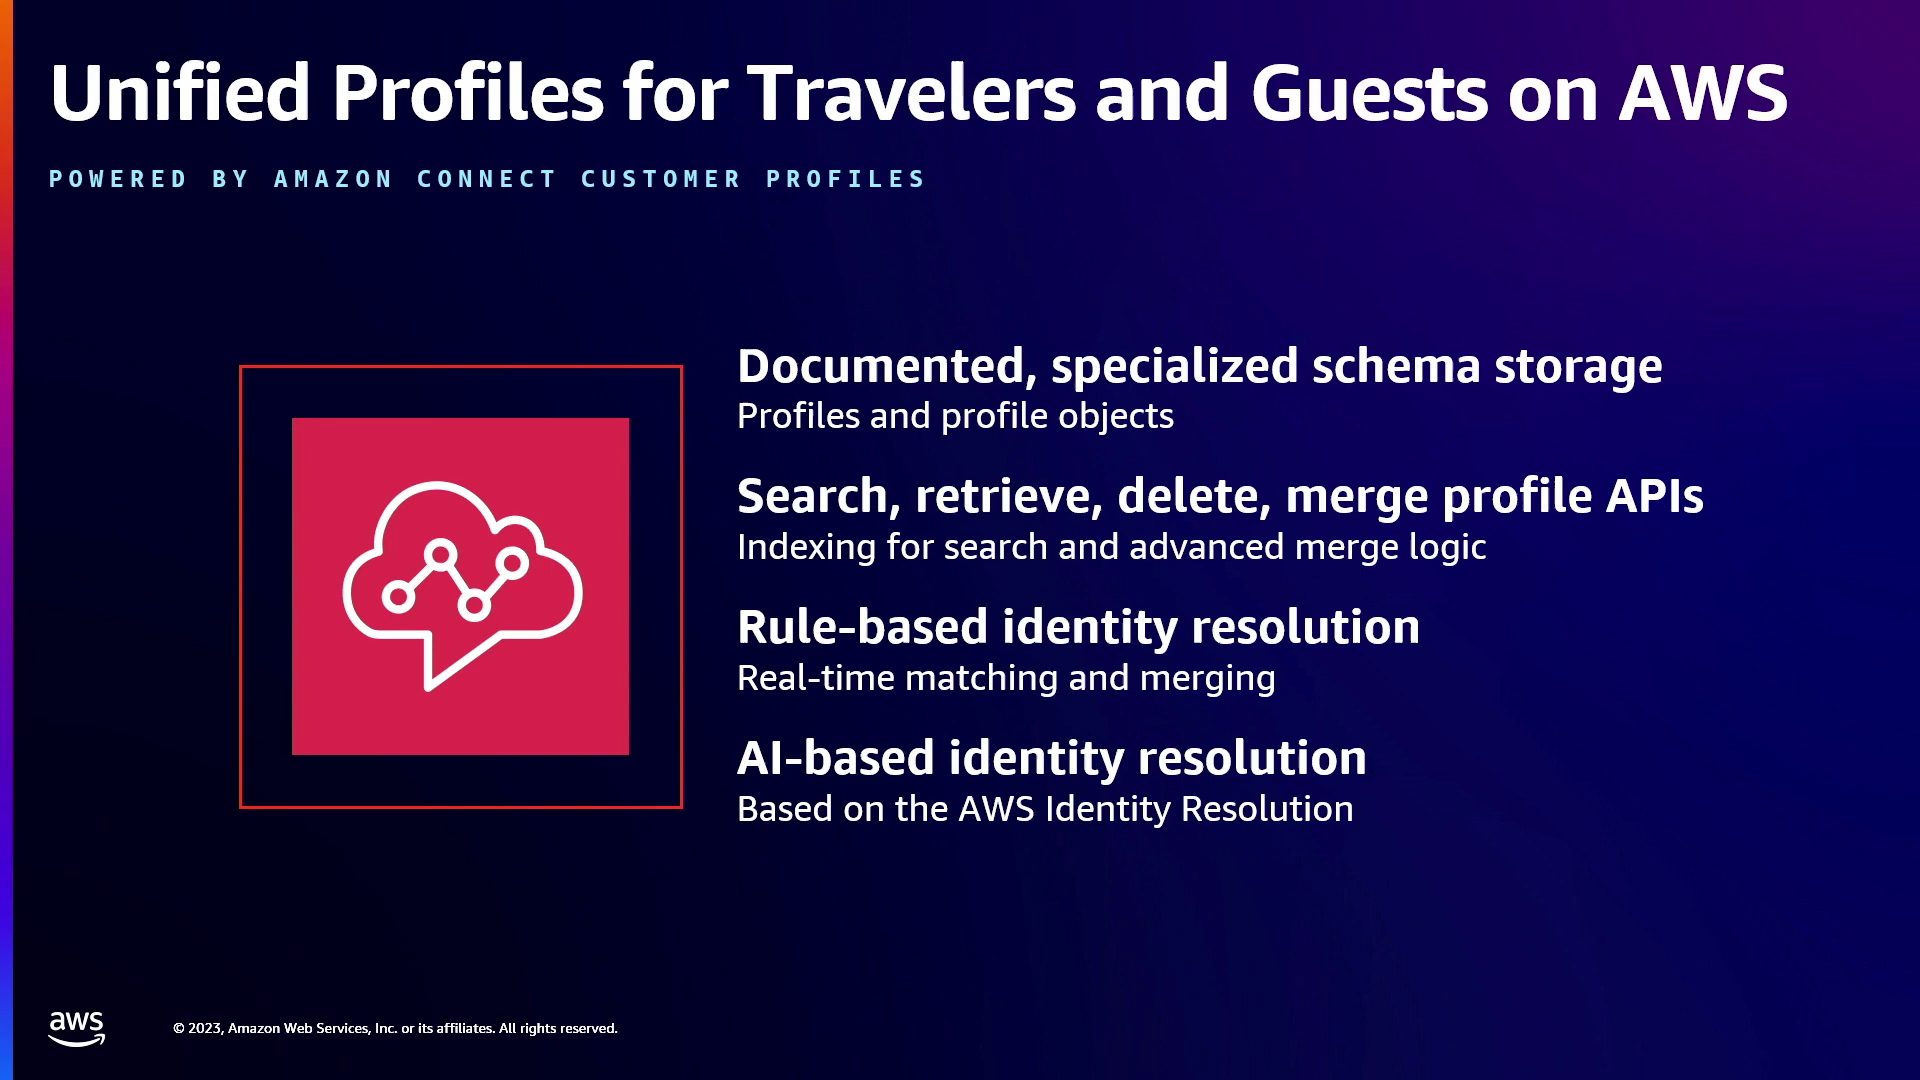 Unified Profiles for Travelers and Guests on AWS
POWERED BY AMAZON CONNECT CUSTOMER PROFILES
Documented, specialized schema storage
Profiles and profile objects
Search, retrieve, delete, merge profile APIs
Indexing for search and advanced merge logic
Rule-based identity resolution
Real-time matching and merging
AI-based identity resolution
Based on the AWS Identity Resolution
aws
© 2023, Amazon Web Services, Inc. or its affiliates. All rights reserved.